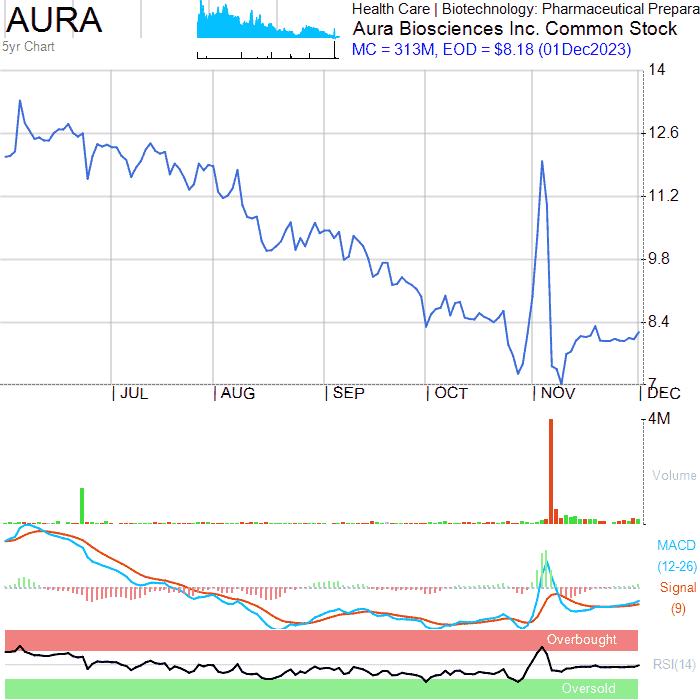 AURA
5yr Chart
Health Care | Biotechnology: Pharmaceutical Prepara
Aura Biosciences Inc. Common Stock
MC = 313M, EOD = $8.18 (01Dec2023)
14
12.6
11.2
9.8
8.4
7
JUL
AUG
SEP
OCT
NOV
DEC
4M
Volume
MACD
(12-26)
Signal
(9)
Overbought
RSI(14)
Oversold